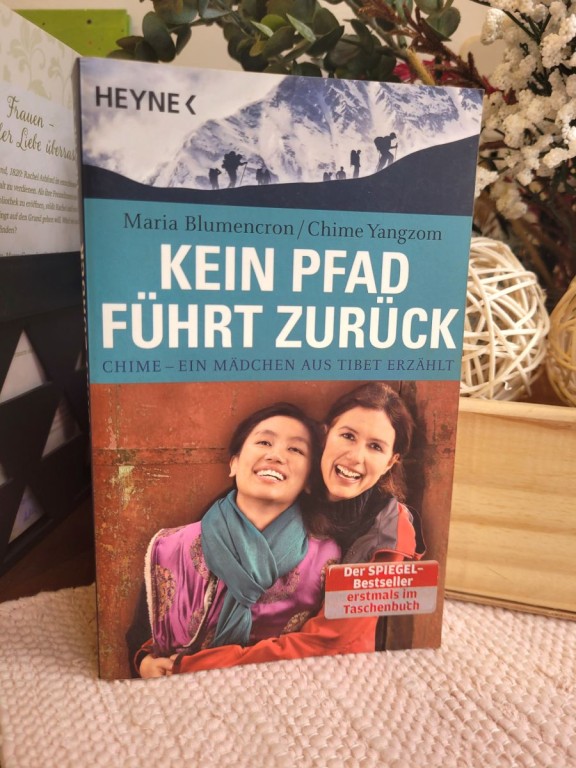 HEYNE
Maria Blumencron/Chime Yangzom
KEIN PFAD
FÜHRT ZURÜCK
CHIME – EIN MÄDCHEN AUS TIBET ERZÄHLT
Der SPIEGEL-
Bestseller
erstmals im
Taschenbuch
Frauen –
Liebe